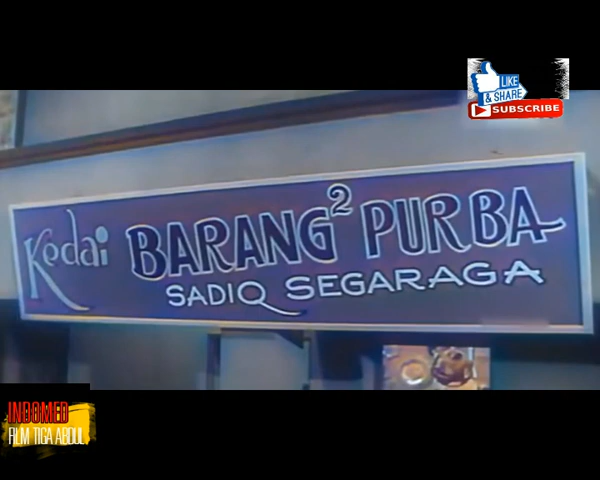 LIKE
& SHARE
SUBSCRIBE
Kedai BARANG² PURBA
SADIQ SEGARAGA
INDOMED
FILM TIGA ABDUL